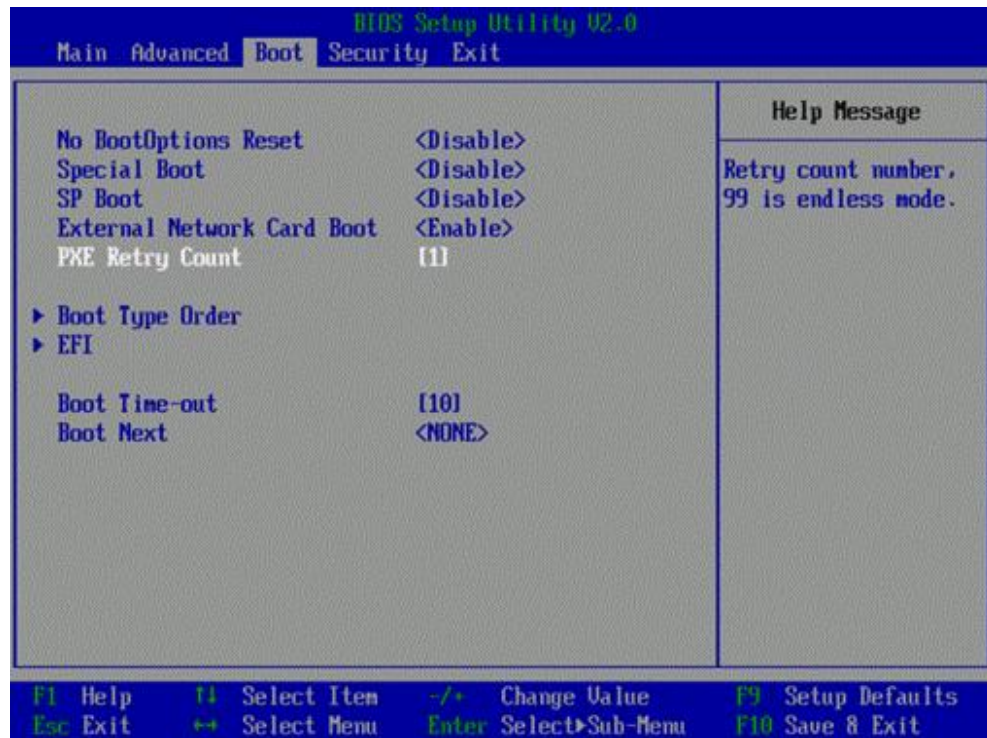 BIOS Setup Utility V2.0
Main Advanced Boot Security Exit
Help Message
No BootOptions Reset <Disable>
Special Boot <Disable>
SP Boot <Disable>
External Network Card Boot <Enable>
PXE Retry Count [1]
Retry count number,
99 is endless mode.
▶ Boot Type Order
▶ EFI
Boot Time-out [10]
Boot Next <NONE>
F1 Help ↑↓ Select Item -/+ Change Value F9 Setup Defaults
Esc Exit ←→ Select Menu Enter Select▶Sub-Menu F10 Save & Exit